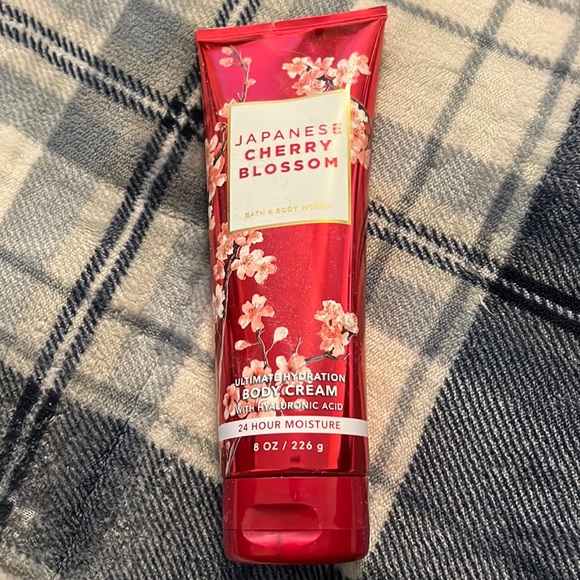 JAPANESE
CHERRY
BLOSSOM
BATH & BODY WORKS
ULTIMATE HYDRATION
BODY CREAM
WITH HYALURONIC ACID
24 HOUR MOISTURE
8 OZ / 226 g